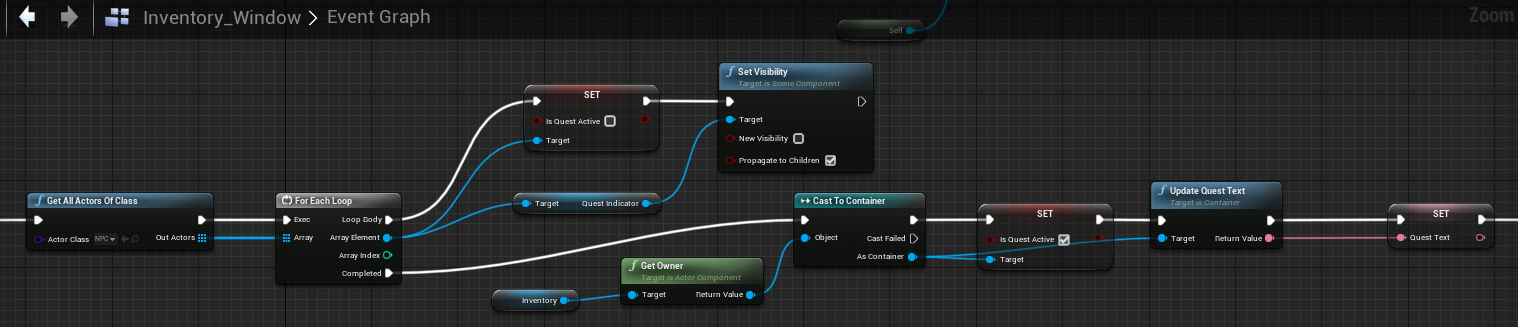 Inventory_Window > Event Graph
Zoom
Self
Set Visibility
Target is Scene Component
Target
New Visibility
Propagate to Children
SET
Is Quest Active
Target
Get All Actors Of Class
Actor Class NPC
Out Actors
For Each Loop
Exec Loop Body
Array Array Element
Array Index
Completed
Target Quest Indicator
Cast To Container
Object Cast Failed
As Container
Get Owner
Target is Actor Component
Target Return Value
Inventory
SET
Is Quest Active
Target
Update Quest Text
Target is Container
Target Return Value
SET
Quest Text